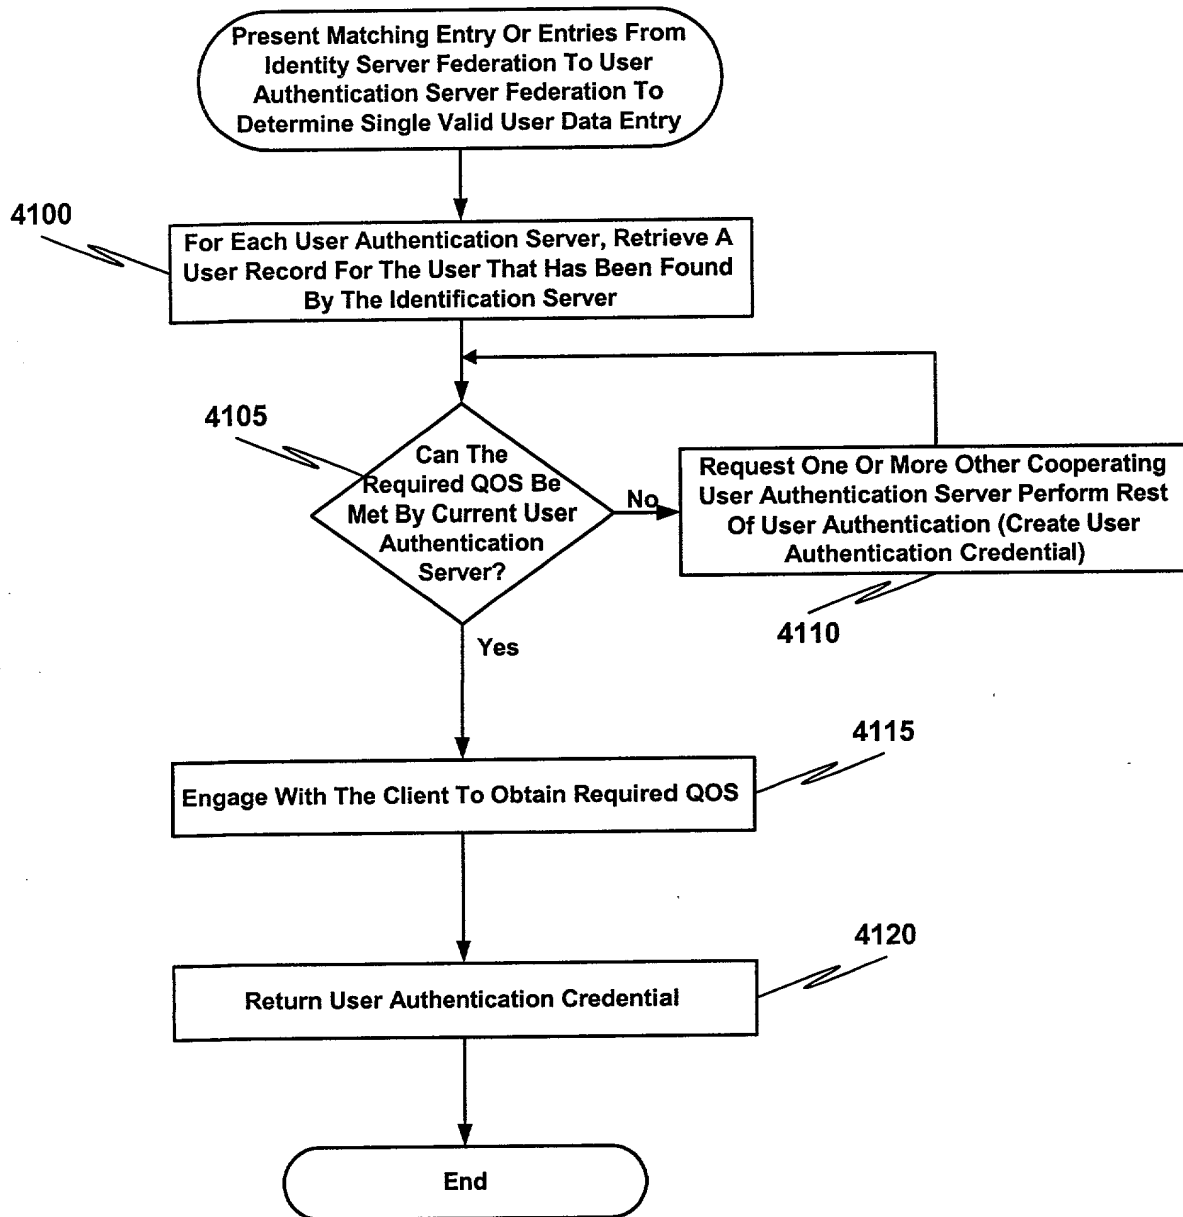 Present Matching Entry Or Entries From
Identity Server Federation To User
Authentication Server Federation To
Determine Single Valid User Data Entry
4100
For Each User Authentication Server, Retrieve A
User Record For The User That Has Been Found
By The Identification Server
4105
Can The
Required QOS Be
Met By Current User
Authentication
Server?
No
Request One Or More Other Cooperating
User Authentication Server Perform Rest
Of User Authentication (Create User
Authentication Credential)
4110
Yes
4115
Engage With The Client To Obtain Required QOS
4120
Return User Authentication Credential
End